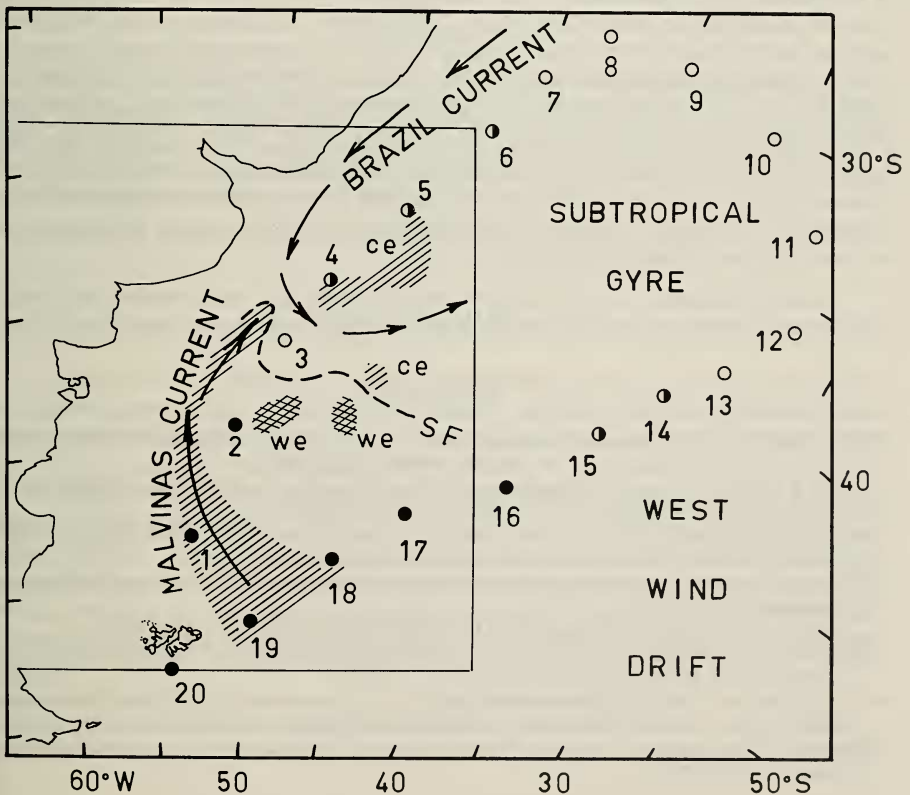 BRAZIL CURRENT
8
7
9
6
10
30°S
5
SUBTROPICAL
ce
11
4
GYRE
MALVINAS CURRENT
3
12
ce
13
2
we
we
SF
14
15
40
16
WEST
17
1
18
WIND
19
DRIFT
20
60°W
50
40
30
50°S